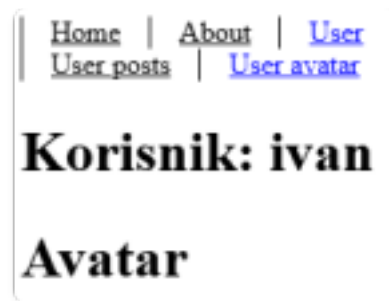 Home | About | User
User posts | User avatar
Korisnik: ivan
Avatar